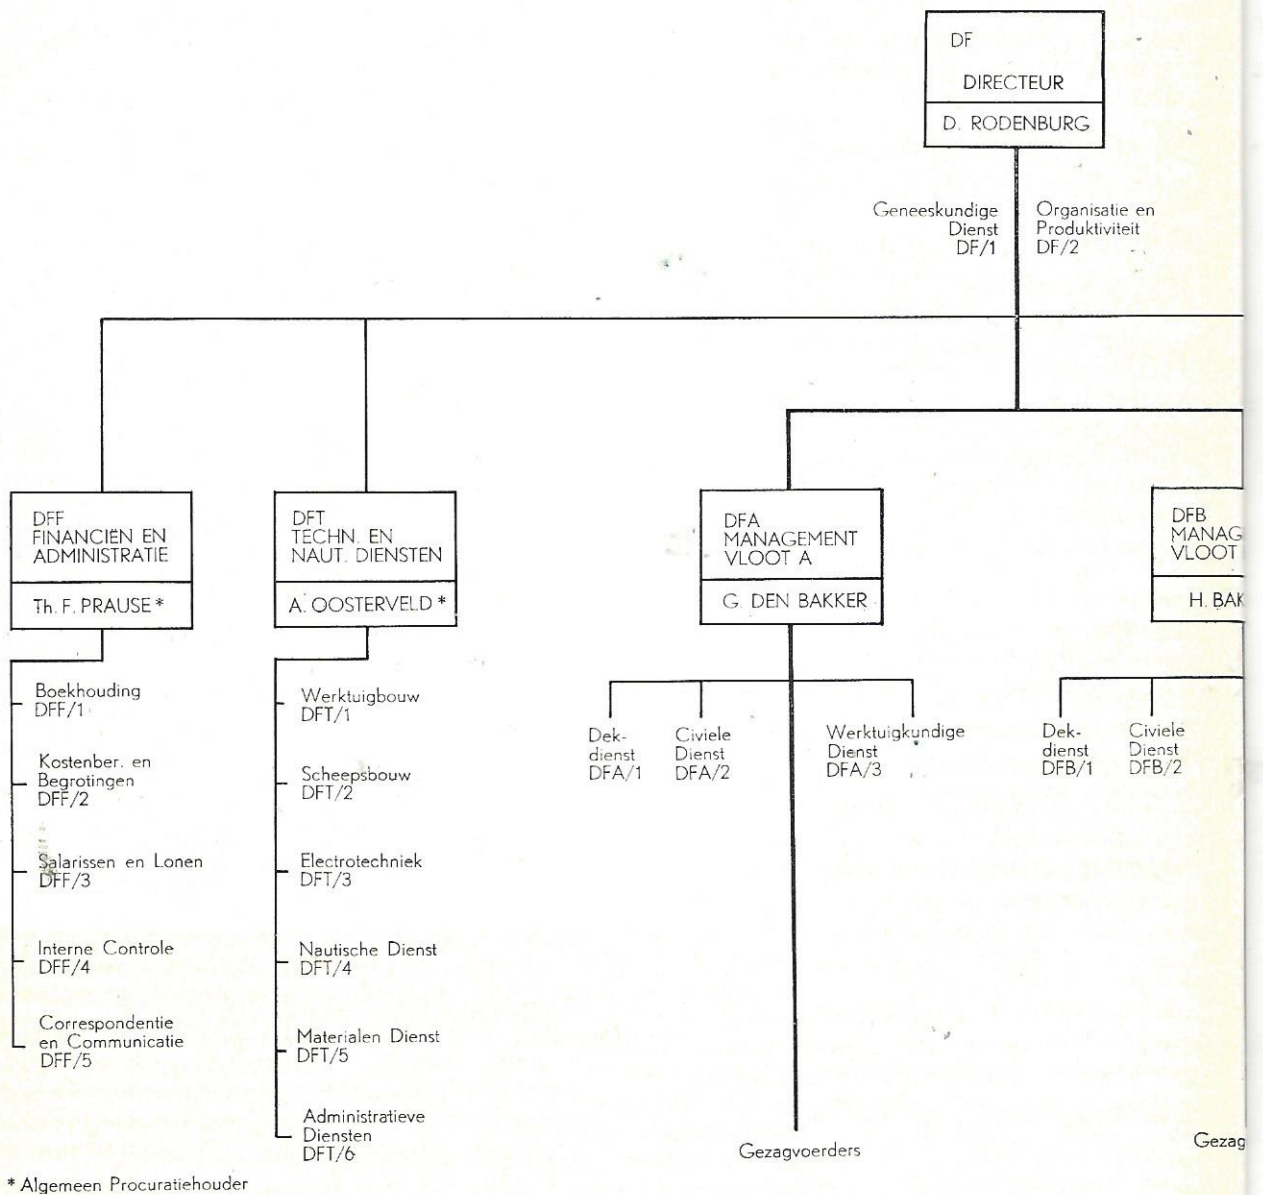 DF
DIRECTEUR
D. RODENBURG
Geneeskundige
Dienst
DF/1
Organisatie en
Produktiviteit
DF/2
DFF
FINANCIËN EN
ADMINISTRATIE
Th. F. PRAUSE *
Boekhouding
DFF/1
Kostenber. en
Begrotingen
DFF/2
Salarissen en Lonen
DFF/3
Interne Controle
DFF/4
Correspondentie
en Communicatie
DFF/5
DFT
TECHN. EN
NAUT. DIENSTEN
A. OOSTERVELD *
Werktuigbouw
DFT/1
Scheepsbouw
DFT/2
Electrotechniek
DFT/3
Nautische Dienst
DFT/4
Materialen Dienst
DFT/5
Administratieve
Diensten
DFT/6
DFA
MANAGEMENT
VLOOT A
G. DEN BAKKER
Dek-
dienst
DFA/1
Civiele
Dienst
DFA/2
Werktuigkundige
Dienst
DFA/3
Gezagvoerders
DFB
MANAG
VLOOT
H. BAK
Dek-
dienst
DFB/1
Civiele
Dienst
DFB/2
Gezag
* Algemeen Procuratiehouder